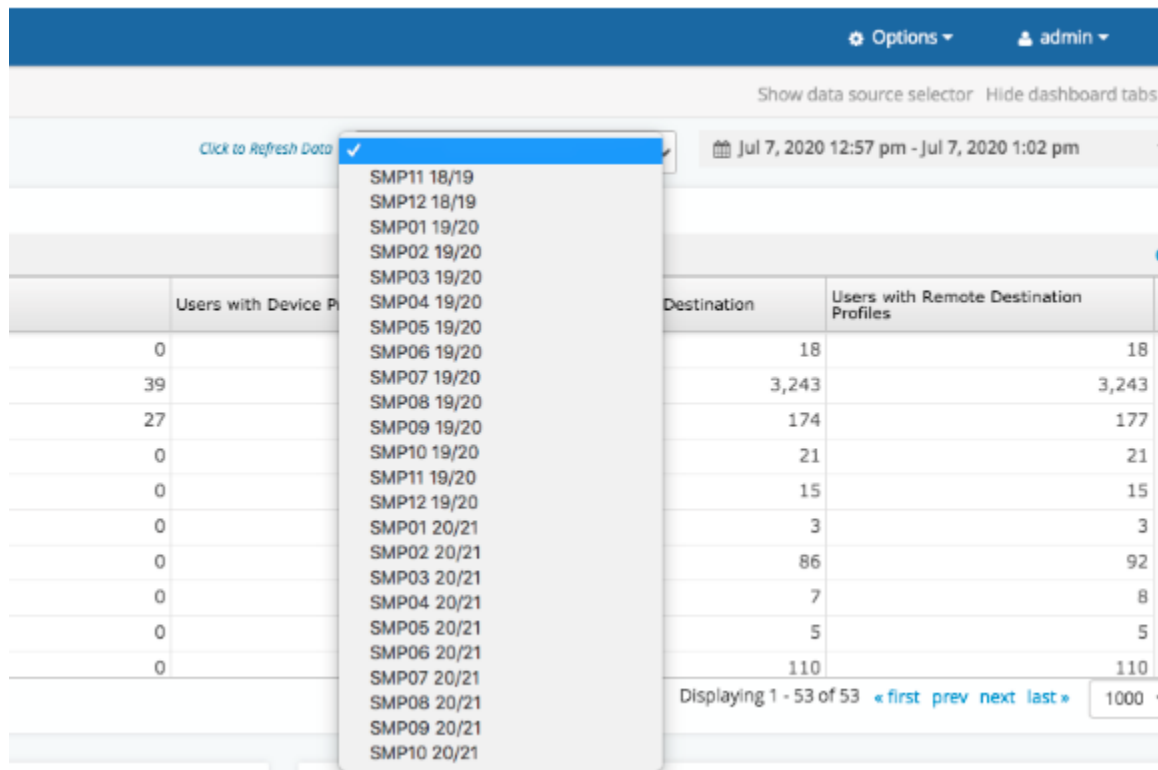 Options admin
Show data source selector Hide dashboard tabs
Click to Refresh Data
Jul 7, 2020 12:57 pm - Jul 7, 2020 1:02 pm
SMP11 18/19
SMP12 18/19
SMP01 19/20
SMP02 19/20
SMP03 19/20
SMP04 19/20
SMP05 19/20
SMP06 19/20
SMP07 19/20
SMP08 19/20
SMP09 19/20
SMP10 19/20
SMP11 19/20
SMP12 19/20
SMP01 20/21
SMP02 20/21
SMP03 20/21
SMP04 20/21
SMP05 20/21
SMP06 20/21
SMP07 20/21
SMP08 20/21
SMP09 20/21
SMP10 20/21
Users with Device Destination Users with Remote Destination
Profiles
0 18 18
39 3,243 3,243
27 174 177
0 21 21
0 15 15
0 3 3
0 86 92
0 7 8
0 5 5
0 110 110
Displaying 1 - 53 of 53 « first prev next last » 1000